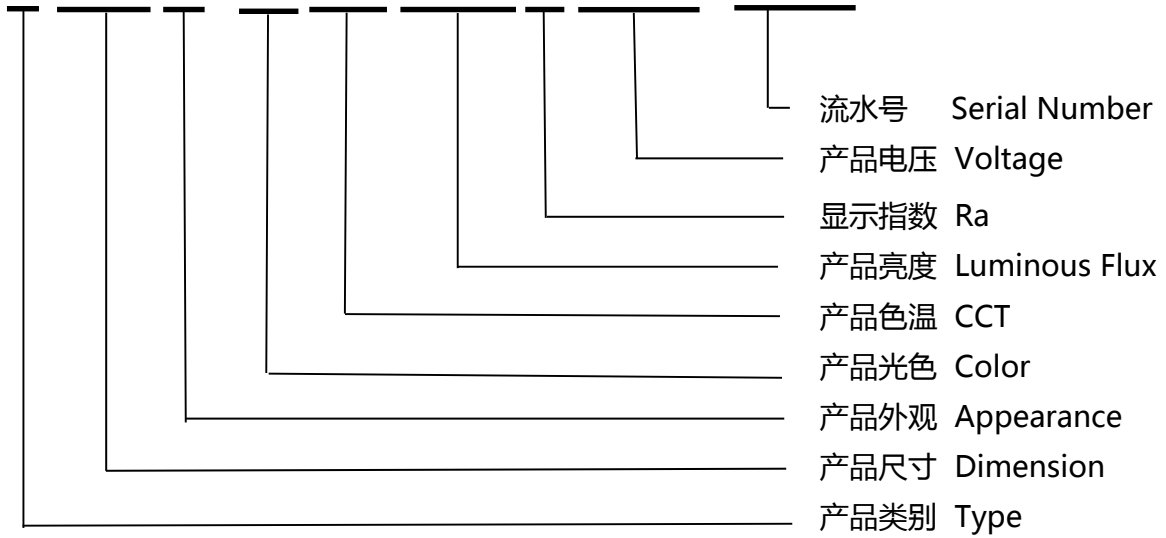 流水号 Serial Number
产品电压 Voltage
显示指数 Ra
产品亮度 Luminous Flux
产品色温 CCT
产品光色 Color
产品外观 Appearance
产品尺寸 Dimension
产品类别 Type